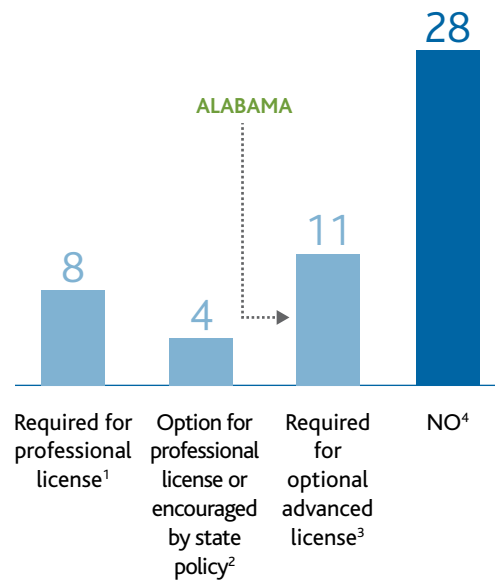 28
ALABAMA
11
8
4
Required for
professional
license1
Option for
professional
license or
encouraged
by state
policy2
Required
for
optional
advanced
license3
NO4